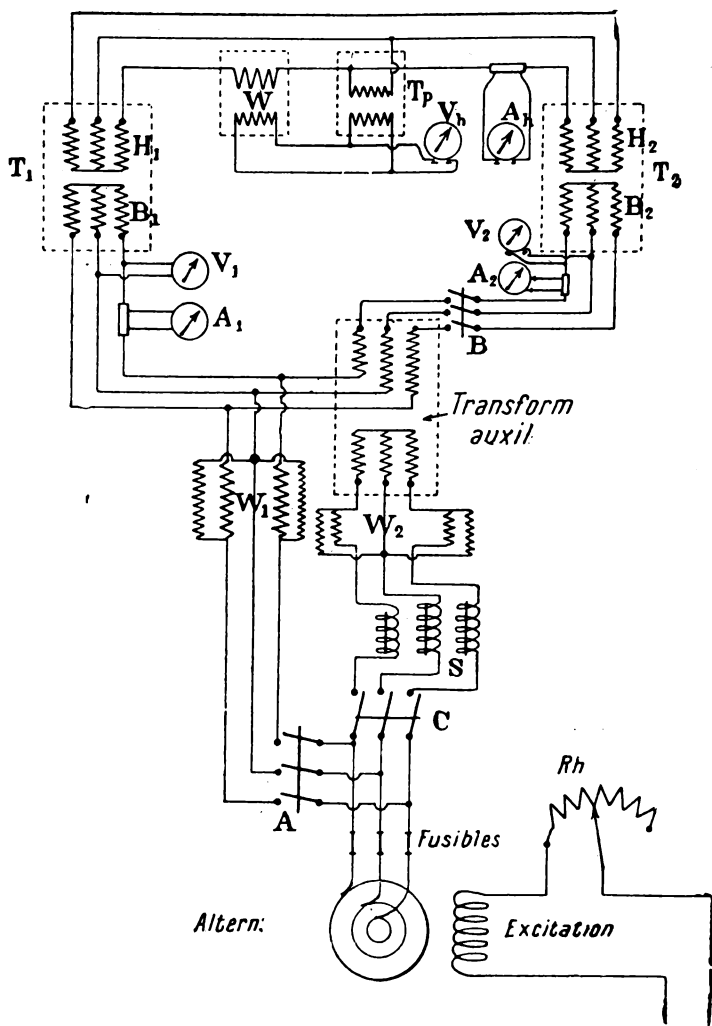 W
Tp
Vh
Ah
T1
H1
B1
H2
T2
B2
V1
A1
V2
A2
B
Transform
auxil
W1
W2
S
C
A
Fusibles
Rh
Altern:
Excitation